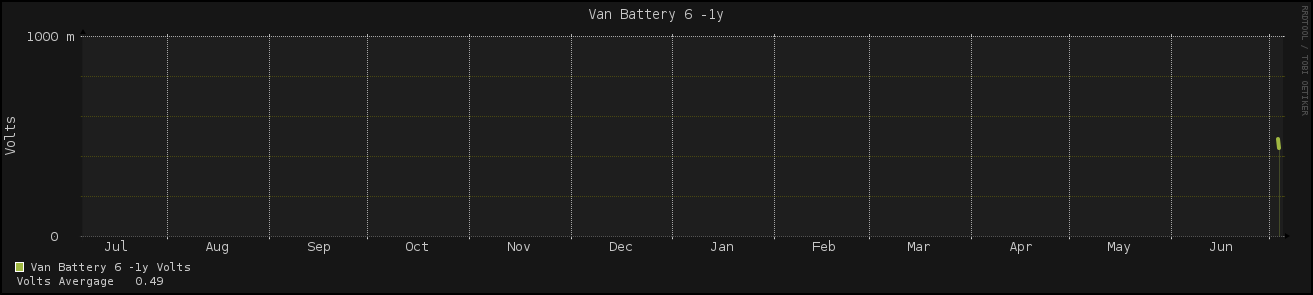 Van Battery 6 -1y
RRDTOOL / TOBI OETIKER
1000 m
Volts
0
Jul Aug Sep Oct Nov Dec Jan Feb Mar Apr May Jun
Van Battery 6 -1y Volts
Volts Avergage 0.49